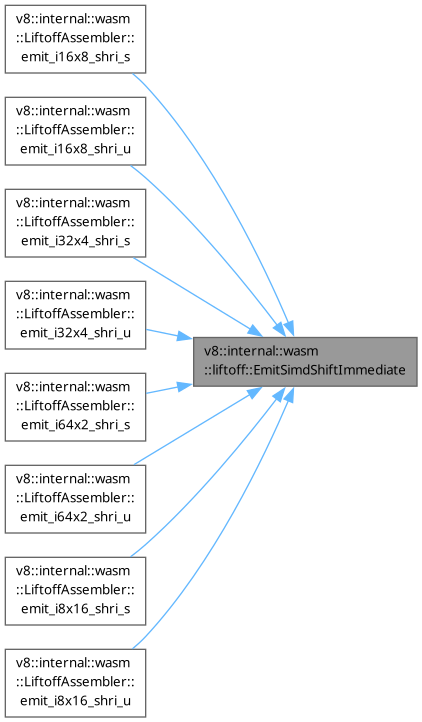 v8::internal::wasm
::LiftoffAssembler::
emit_i16x8_shri_s
v8::internal::wasm
::LiftoffAssembler::
emit_i16x8_shri_u
v8::internal::wasm
::LiftoffAssembler::
emit_i32x4_shri_s
v8::internal::wasm
::LiftoffAssembler::
emit_i32x4_shri_u
v8::internal::wasm
::liftoff::EmitSimdShiftImmediate
v8::internal::wasm
::LiftoffAssembler::
emit_i64x2_shri_s
v8::internal::wasm
::LiftoffAssembler::
emit_i64x2_shri_u
v8::internal::wasm
::LiftoffAssembler::
emit_i8x16_shri_s
v8::internal::wasm
::LiftoffAssembler::
emit_i8x16_shri_u